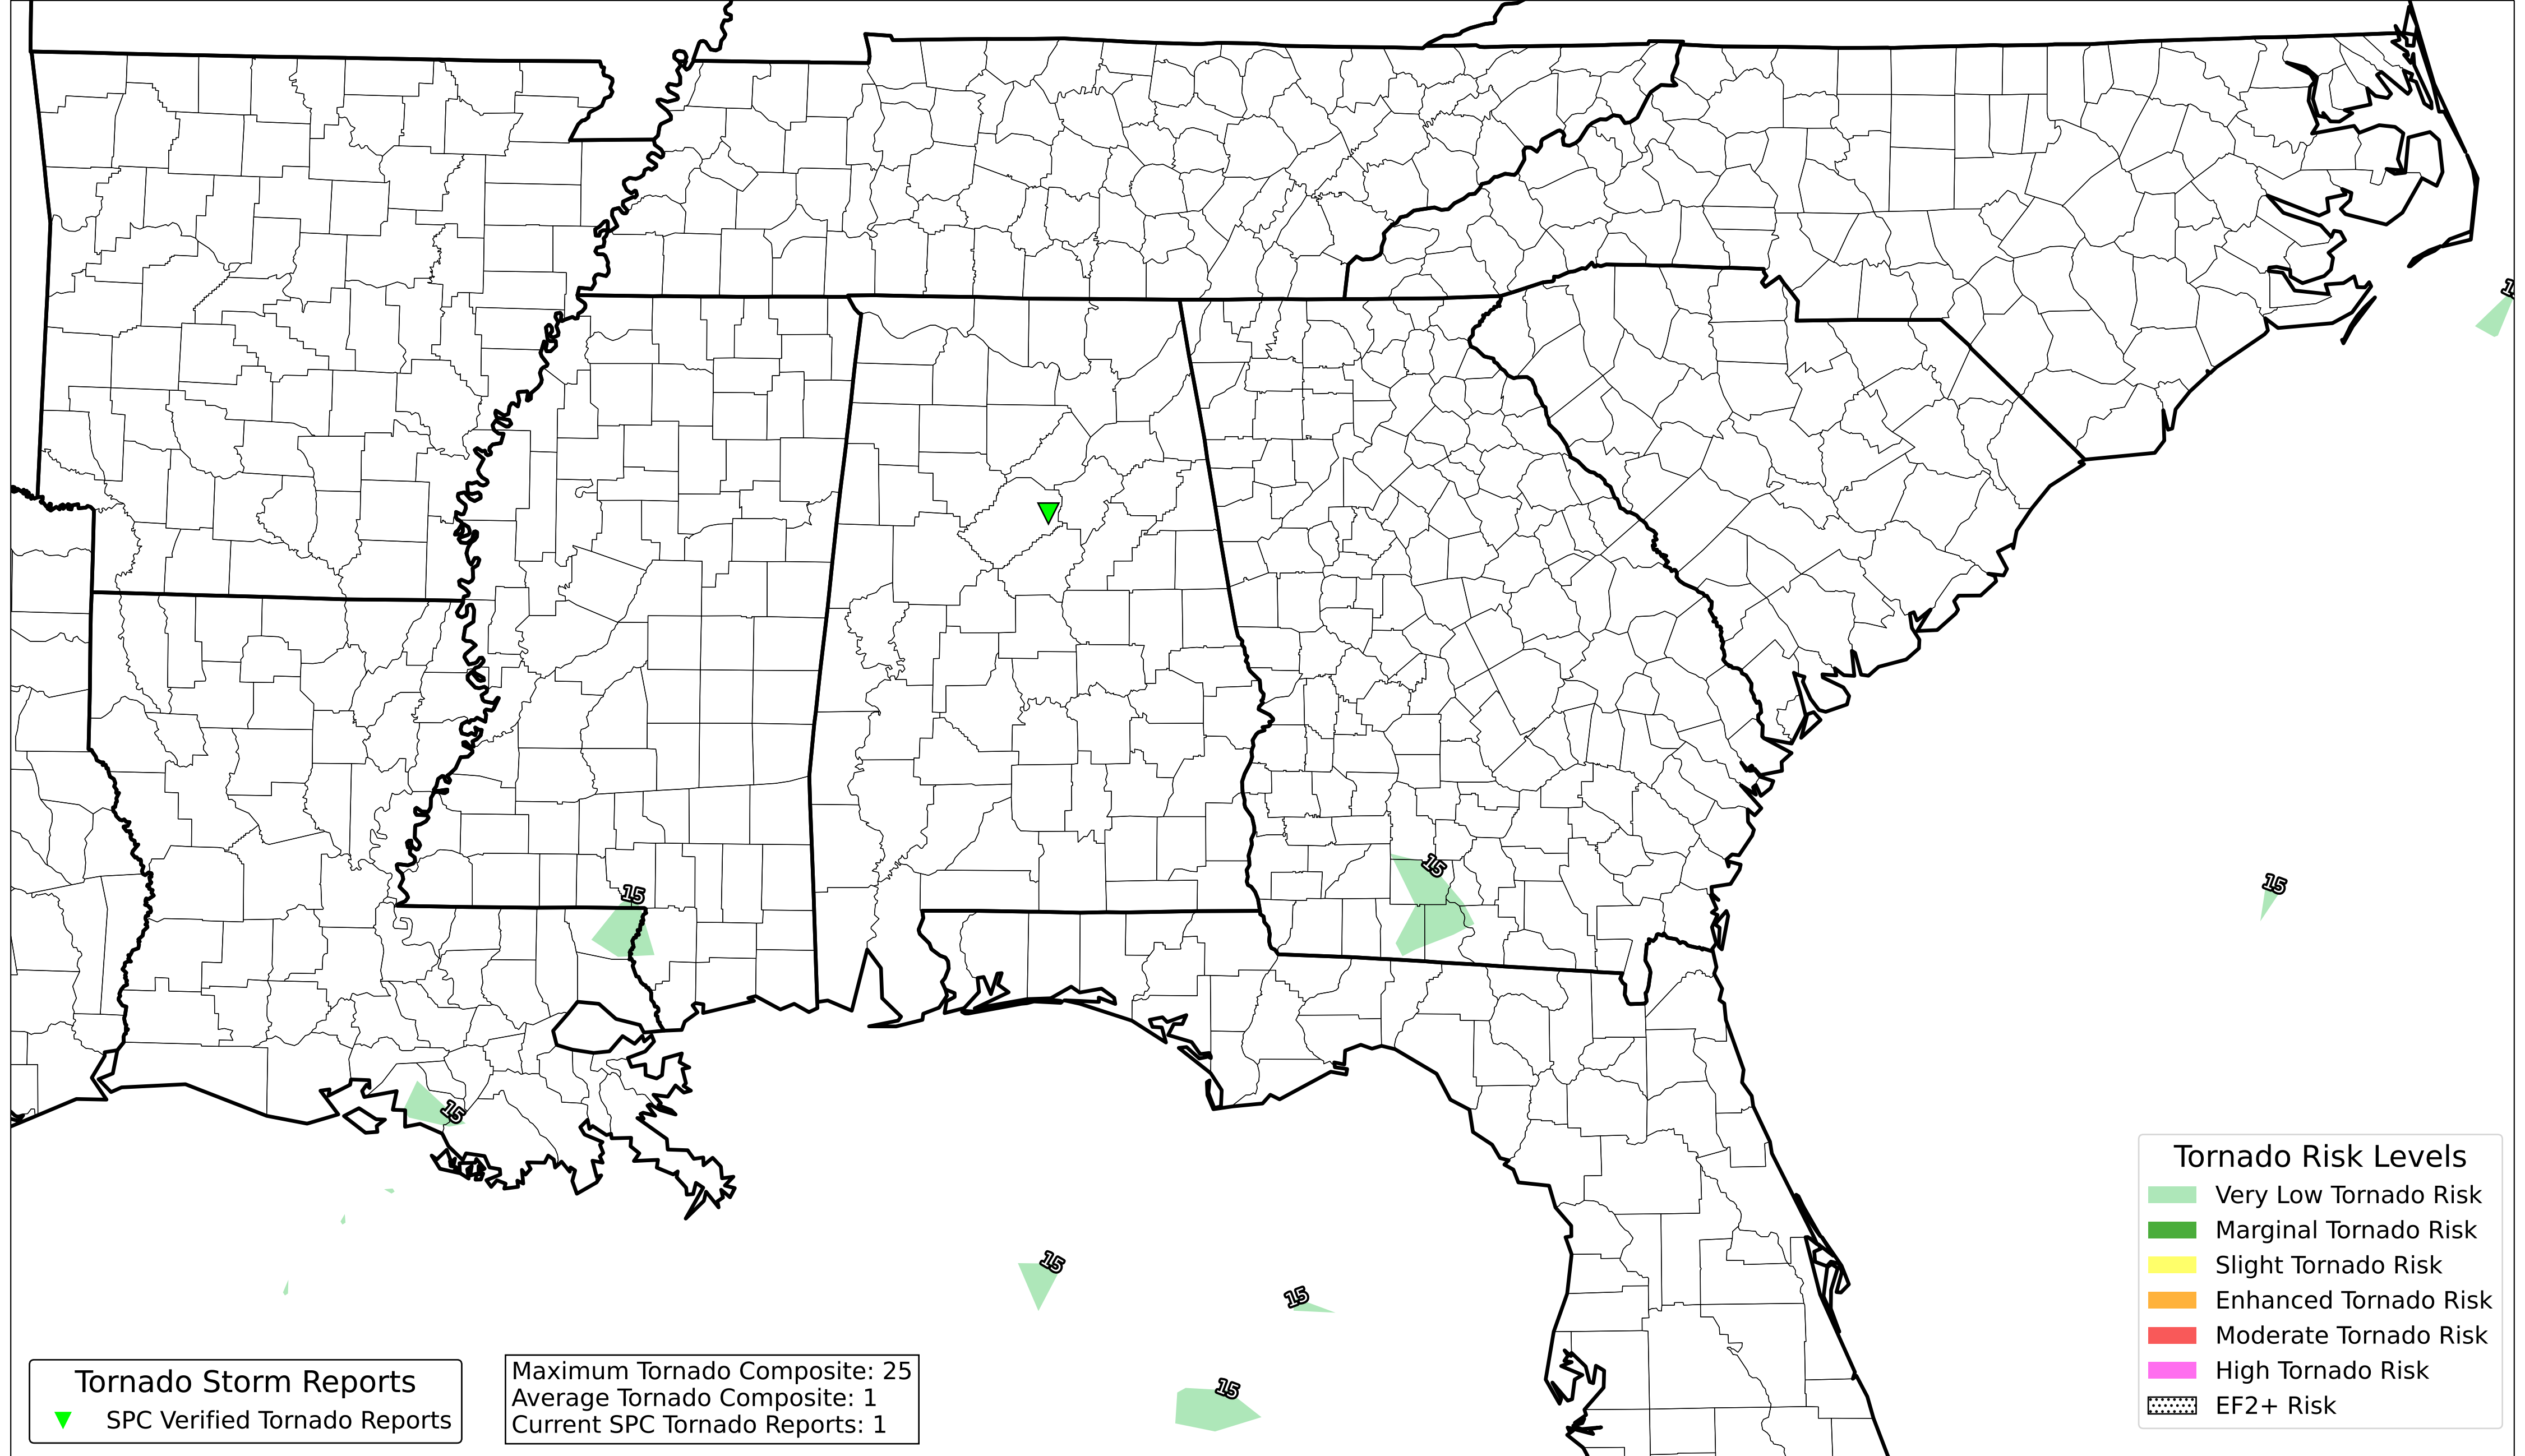 15
15
15
15
15
15
15
Tornado Risk Levels
Very Low Tornado Risk
Marginal Tornado Risk
Slight Tornado Risk
Enhanced Tornado Risk
Moderate Tornado Risk
High Tornado Risk
EF2+ Risk
Tornado Storm Reports
SPC Verified Tornado Reports
Maximum Tornado Composite: 25
Average Tornado Composite: 1
Current SPC Tornado Reports: 1